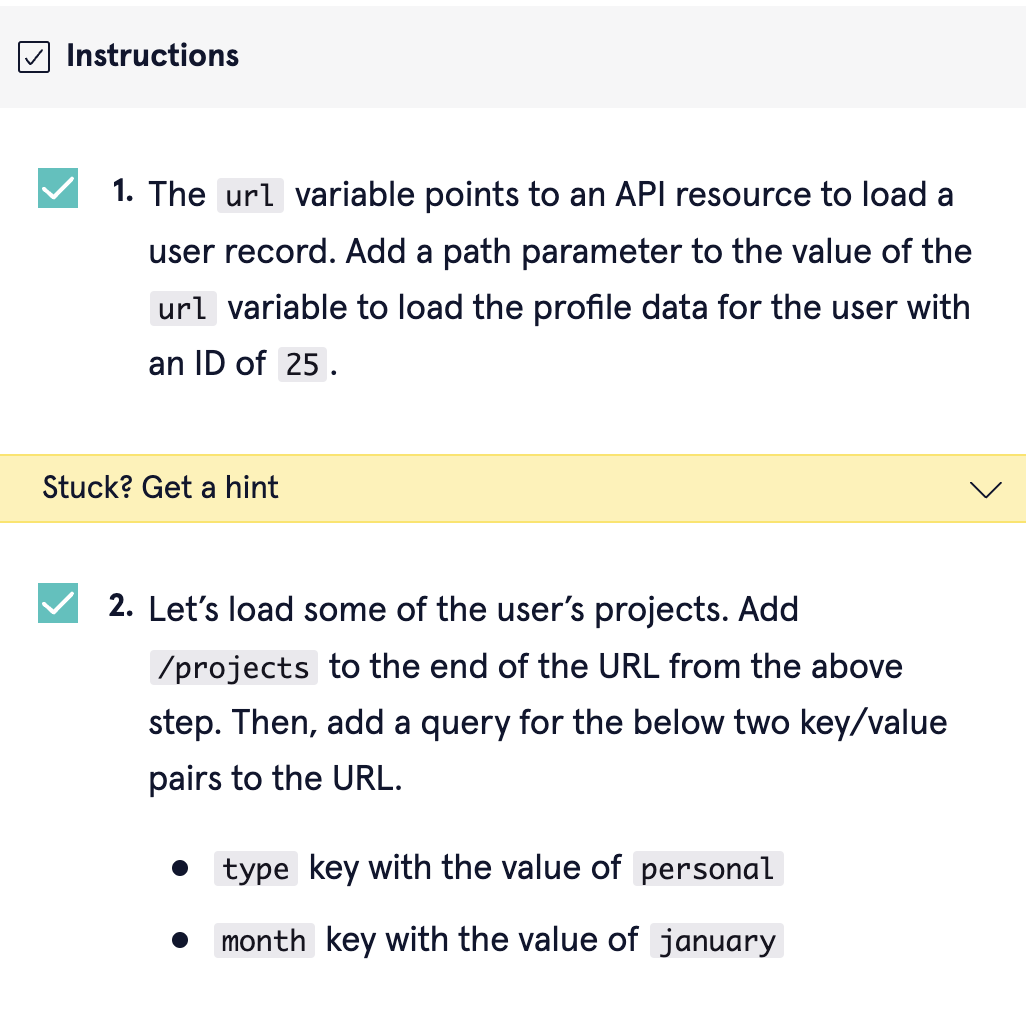 Instructions
1. The url variable points to an API resource to load a
user record. Add a path parameter to the value of the
url variable to load the profile data for the user with
an ID of 25.
Stuck? Get a hint
2. Let’s load some of the user’s projects. Add
/projects to the end of the URL from the above
step. Then, add a query for the below two key/value
pairs to the URL.
• type key with the value of personal
• month key with the value of january